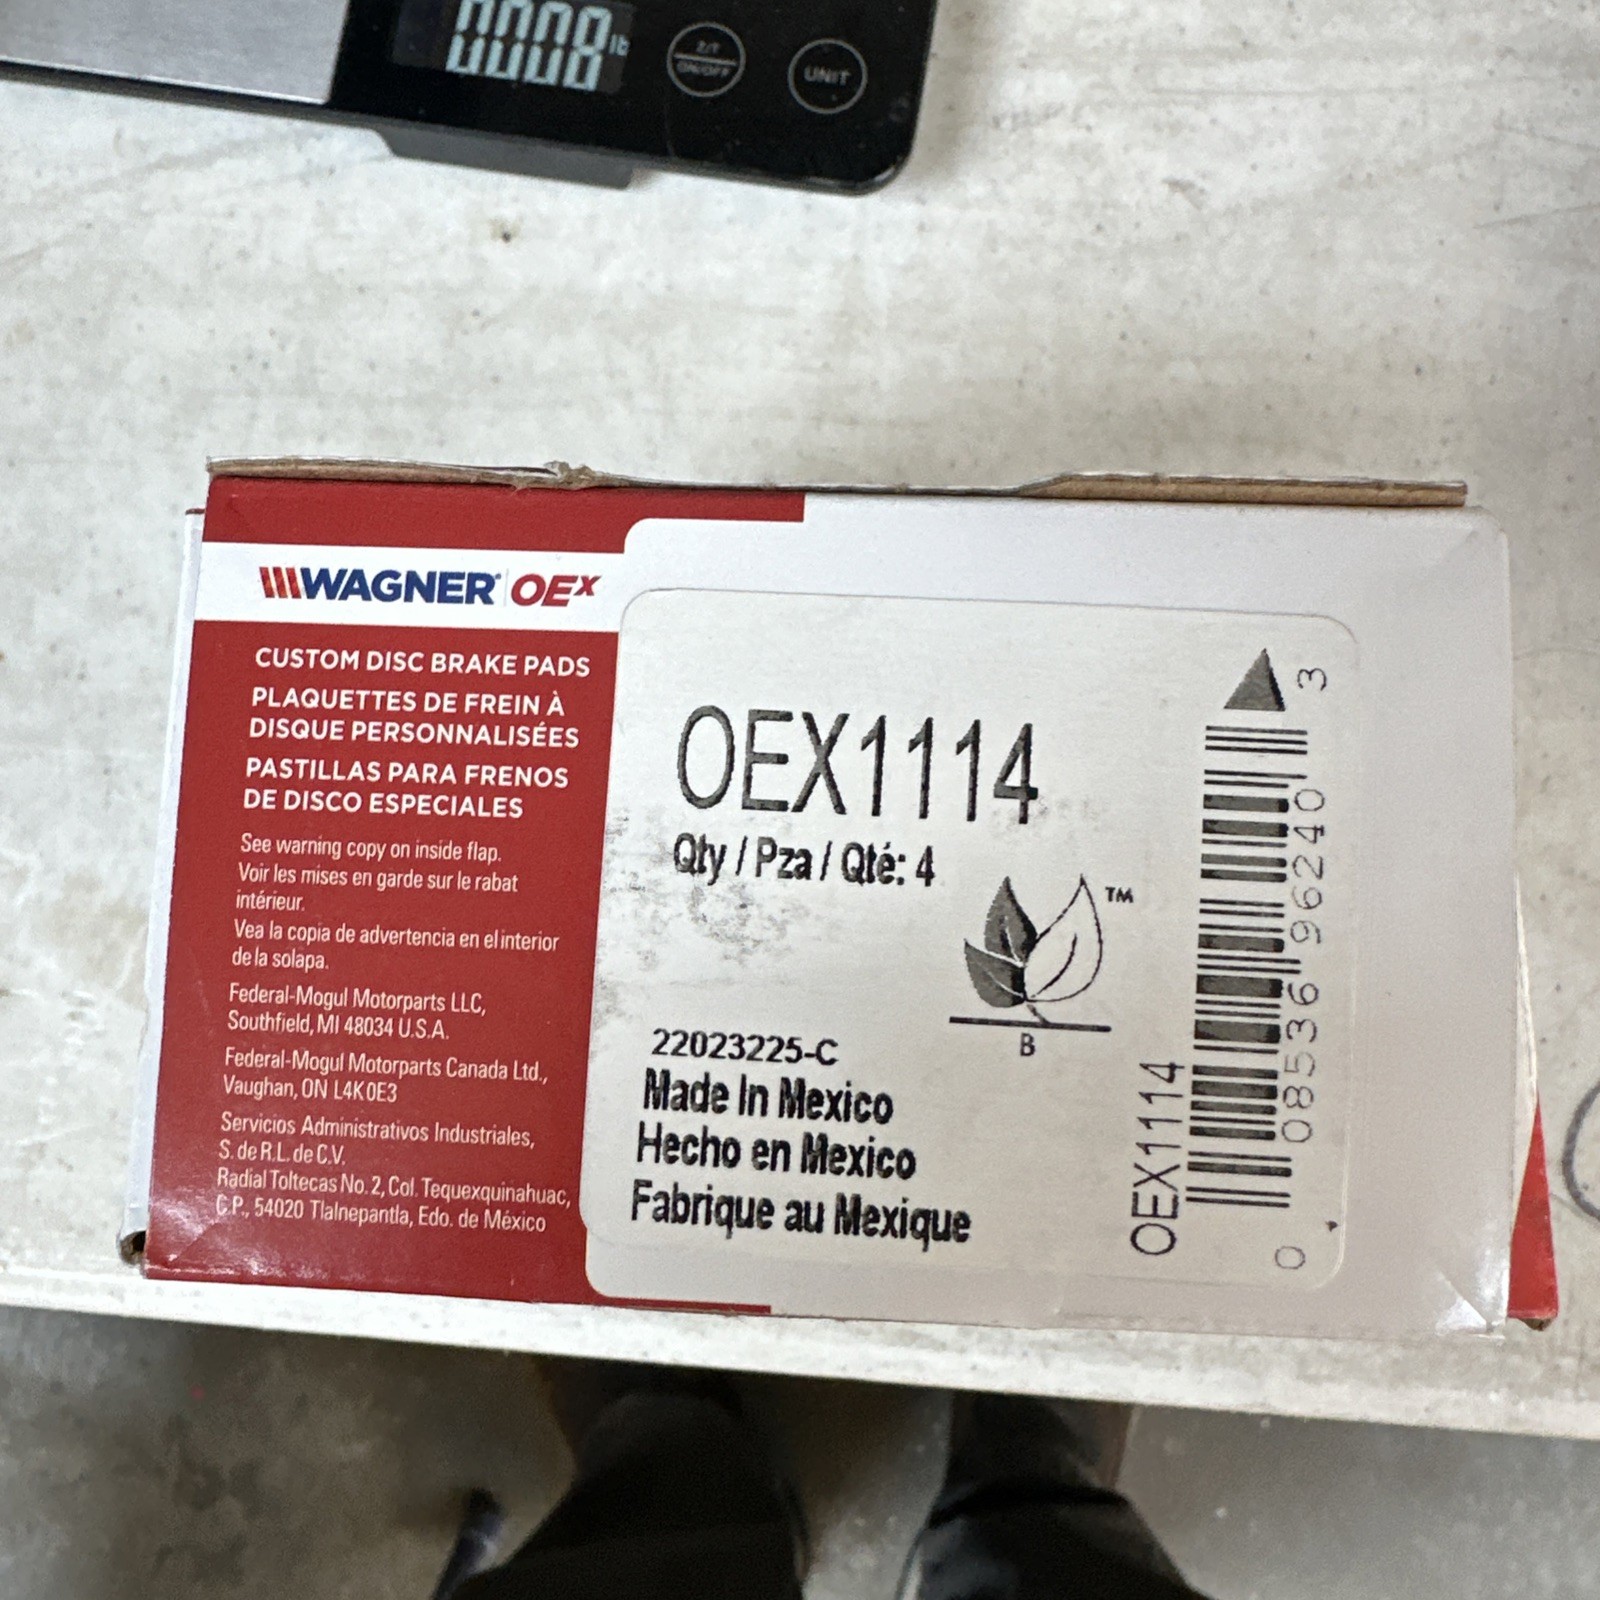 lb
Z/T
ON/OFF
UNIT
WAGNER® OEX
CUSTOM DISC BRAKE PADS
PLAQUETTES DE FREIN À
DISQUE PERSONNALISÉES
PASTILLAS PARA FRENOS
DE DISCO ESPECIALES
See warning copy on inside flap.
Voir les mises en garde sur le rabat
intérieur.
Vea la copia de advertencia en el interior
de la solapa.
Federal-Mogul Motorparts LLC,
Southfield, MI 48034 U.S.A.
Federal-Mogul Motorparts Canada Ltd.,
Vaughan, ON L4K 0E3
Servicios Administrativos Industriales,
S. de R.L. de C.V.
Radial Toltecas No. 2, Col. Tequexquinahuac,
C.P., 54020 Tlalnepantla, Edo. de México
OEX1114
Qty / Pza / Qté: 4
TM
B
22023225-C
Made In Mexico
Hecho en Mexico
Fabrique au Mexique
OEX1114
0 08536 96240 3